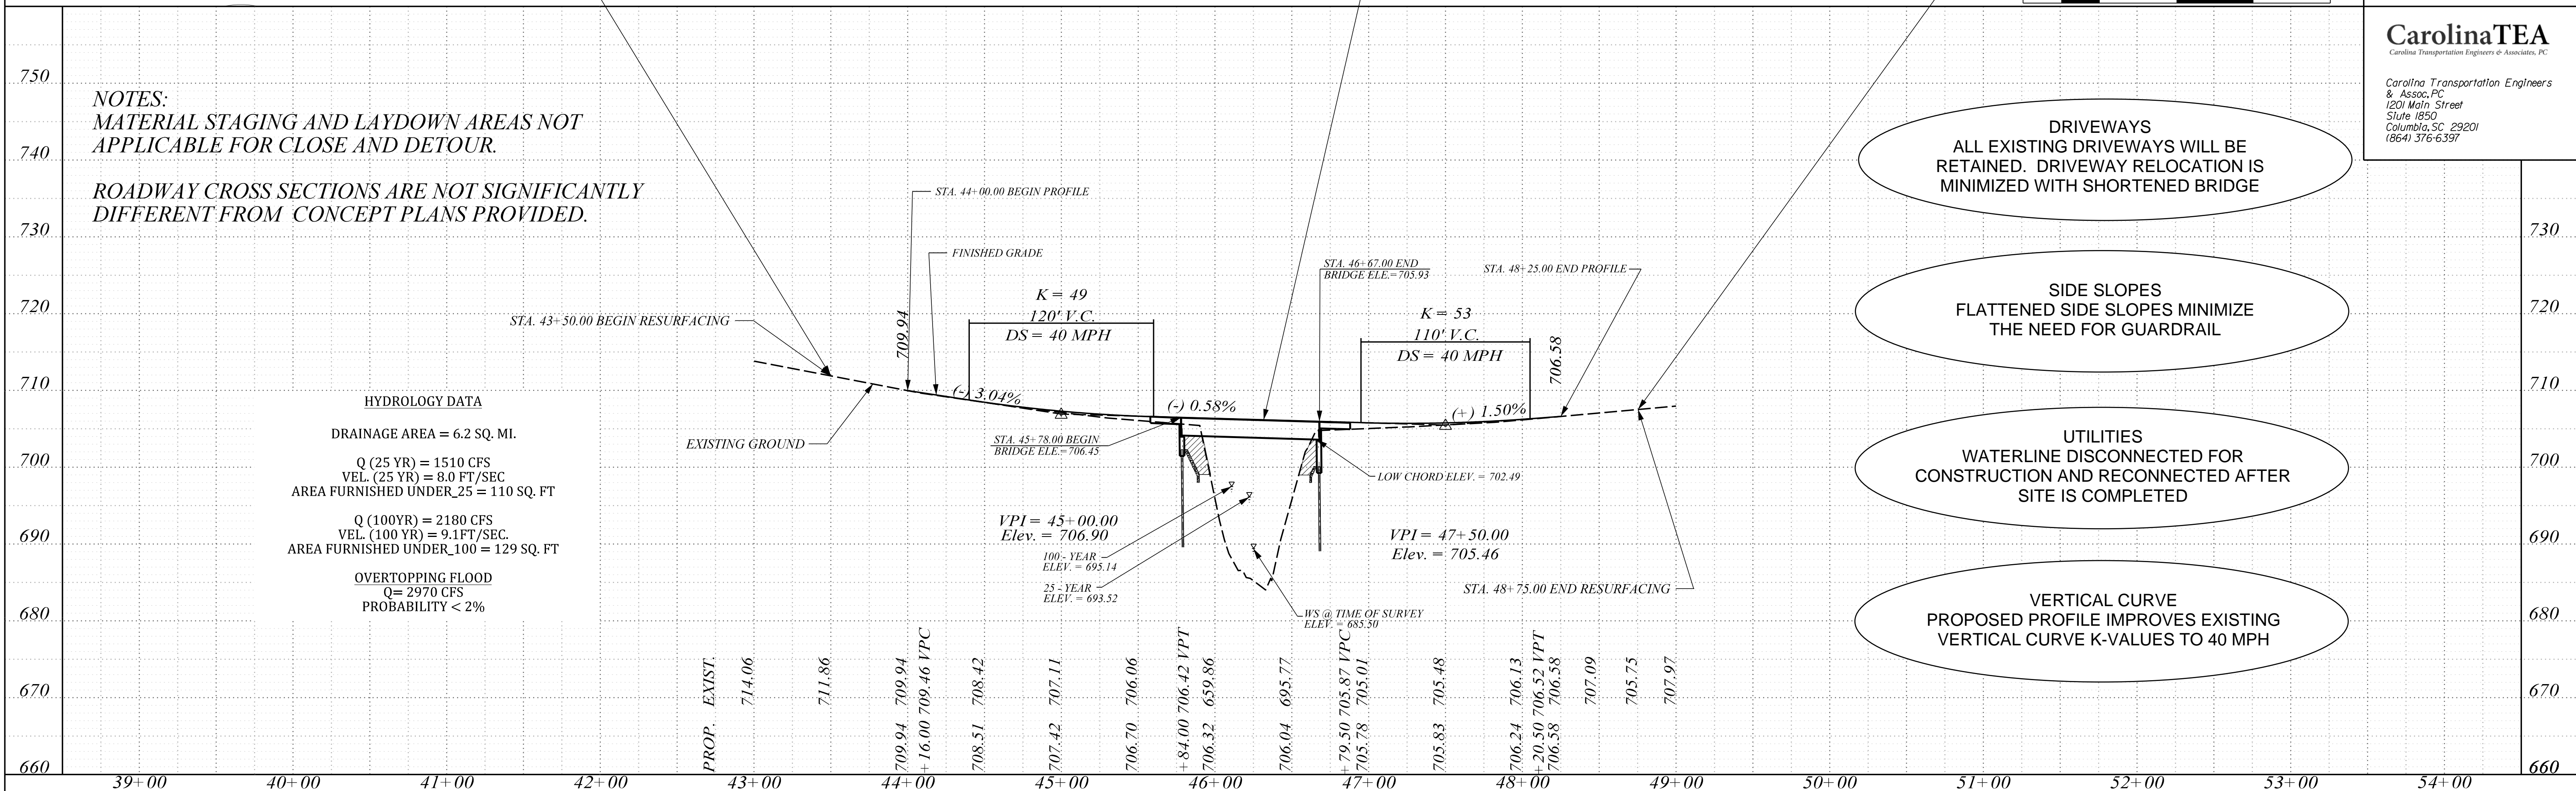 CarolinaTEA
Carolina Transportation Engineers & Associates, PC
Carolina Transportation Engineers
& Assoc,PC
1201 Main Street
Siute 1850
Columbia,SC 29201
(864) 376-6397
750
740
730
720
710
700
690
680
670
660
NOTES:
MATERIAL STAGING AND LAYDOWN AREAS NOT
APPLICABLE FOR CLOSE AND DETOUR.
ROADWAY CROSS SECTIONS ARE NOT SIGNIFICANTLY
DIFFERENT FROM CONCEPT PLANS PROVIDED.
HYDROLOGY DATA
DRAINAGE AREA = 6.2 SQ. MI.
Q (25 YR) = 1510 CFS
VEL. (25 YR) = 8.0 FT/SEC
AREA FURNISHED UNDER_25 = 110 SQ. FT
Q (100YR) = 2180 CFS
VEL. (100 YR) = 9.1FT/SEC.
AREA FURNISHED UNDER_100 = 129 SQ. FT
OVERTOPPING FLOOD
Q= 2970 CFS
PROBABILITY < 2%
STA. 43+50.00 BEGIN RESURFACING
EXISTING GROUND
STA. 44+00.00 BEGIN PROFILE
FINISHED GRADE
709.94
K = 49
120' V.C.
DS = 40 MPH
(-) 3.04%
(-) 0.58%
STA. 45+78.00 BEGIN
BRIDGE ELE.=706.45
VPI = 45+00.00
Elev. = 706.90
100 - YEAR
ELEV. = 695.14
25 - YEAR
ELEV. = 693.52
STA. 46+67.00 END
BRIDGE ELE.=705.93
STA. 48+25.00 END PROFILE
K = 53
110' V.C.
DS = 40 MPH
706.58
(+) 1.50%
LOW CHORD ELEV. = 702.49
VPI = 47+50.00
Elev. = 705.46
STA. 48+75.00 END RESURFACING
WS @ TIME OF SURVEY
ELEV. = 685.50
DRIVEWAYS
ALL EXISTING DRIVEWAYS WILL BE
RETAINED. DRIVEWAY RELOCATION IS
MINIMIZED WITH SHORTENED BRIDGE
SIDE SLOPES
FLATTENED SIDE SLOPES MINIMIZE
THE NEED FOR GUARDRAIL
UTILITIES
WATERLINE DISCONNECTED FOR
CONSTRUCTION AND RECONNECTED AFTER
SITE IS COMPLETED
VERTICAL CURVE
PROPOSED PROFILE IMPROVES EXISTING
VERTICAL CURVE K-VALUES TO 40 MPH
730
720
710
700
690
680
670
660
PROP. EXIST.
714.06
711.86
709.94 709.94
+16.00 709.46 VPC
708.51 708.42
707.42 707.11
706.70 706.06
+84.00 706.42 VPT
706.32 659.86
706.04 695.77
+79.50 705.87 VPC
705.78 705.01
705.83 705.48
706.24 706.13
+20.50 706.52 VPT
706.58 706.58
707.09
705.75
707.97
39+00 40+00 41+00 42+00 43+00 44+00 45+00 46+00 47+00 48+00 49+00 50+00 51+00 52+00 53+00 54+00